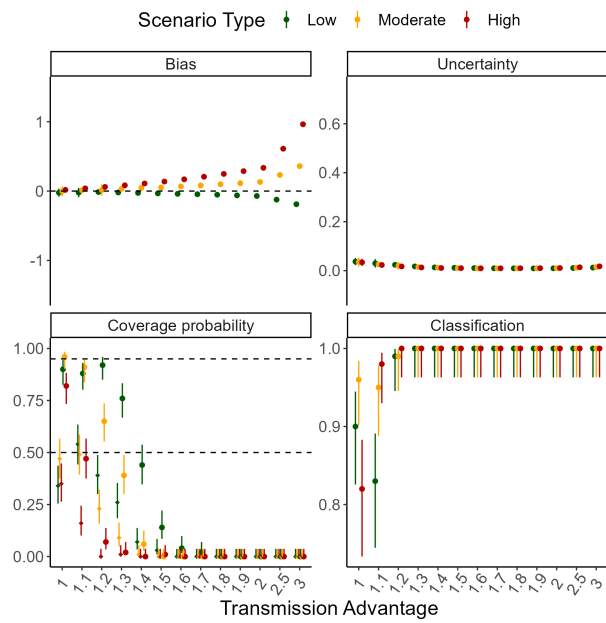 Scenario Type Low Moderate High
Bias Uncertainty
1 0.6
0 0.4
-1 0.2
0.0
Coverage probability Classification
1.00 1.0
0.75 0.9
0.50 0.8
0.25
0.00
1 1.1 1.2 1.3 1.4 1.5 1.6 1.7 1.8 1.9 2 2.5 3 1 1.1 1.2 1.3 1.4 1.5 1.6 1.7 1.8 1.9 2 2.5 3
Transmission Advantage